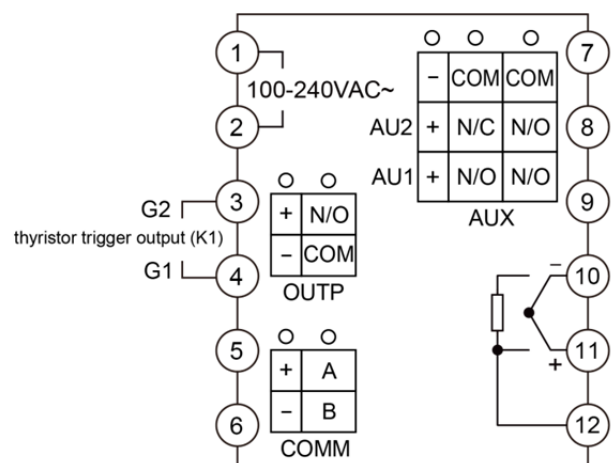 1
100-240VAC~
2
G2
3
thyristor trigger output (K1)
G1
4
+ N/O
− COM
OUTP
5
6
+ A
− B
COMM
− COM COM
AU2 + N/C N/O
AU1 + N/O N/O
AUX
7
8
9
− 10
+ 11
12